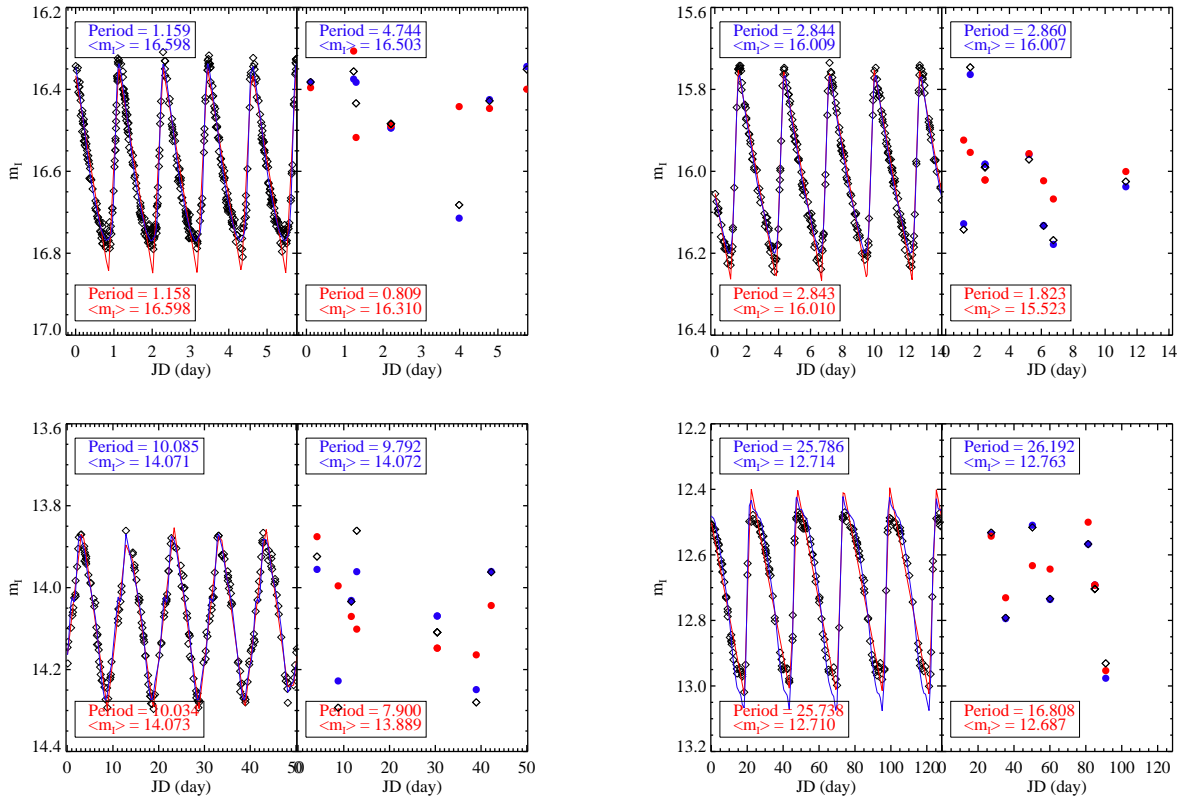 16.2
16.4
16.6
16.8
17.0
m_I
Period = 1.159
<m_I> = 16.598
Period = 1.158
<m_I> = 16.598
Period = 4.744
<m_I> = 16.503
Period = 0.809
<m_I> = 16.310
0 1 2 3 4 5 0 1 2 3 4 5
JD (day) JD (day)
15.6
15.8
16.0
16.2
16.4
m_I
Period = 2.844
<m_I> = 16.009
Period = 2.843
<m_I> = 16.010
Period = 2.860
<m_I> = 16.007
Period = 1.823
<m_I> = 15.523
0 2 4 6 8 10 12 14 0 2 4 6 8 10 12 14
JD (day) JD (day)
13.6
13.8
14.0
14.2
14.4
m_I
Period = 10.085
<m_I> = 14.071
Period = 10.034
<m_I> = 14.073
Period = 9.792
<m_I> = 14.072
Period = 7.900
<m_I> = 13.889
0 10 20 30 40 50 0 10 20 30 40 50
JD (day) JD (day)
12.2
12.4
12.6
12.8
13.0
13.2
m_I
Period = 25.786
<m_I> = 12.714
Period = 25.738
<m_I> = 12.710
Period = 26.192
<m_I> = 12.763
Period = 16.808
<m_I> = 12.687
0 20 40 60 80 100 120 0 20 40 60 80 100 120
JD (day) JD (day)